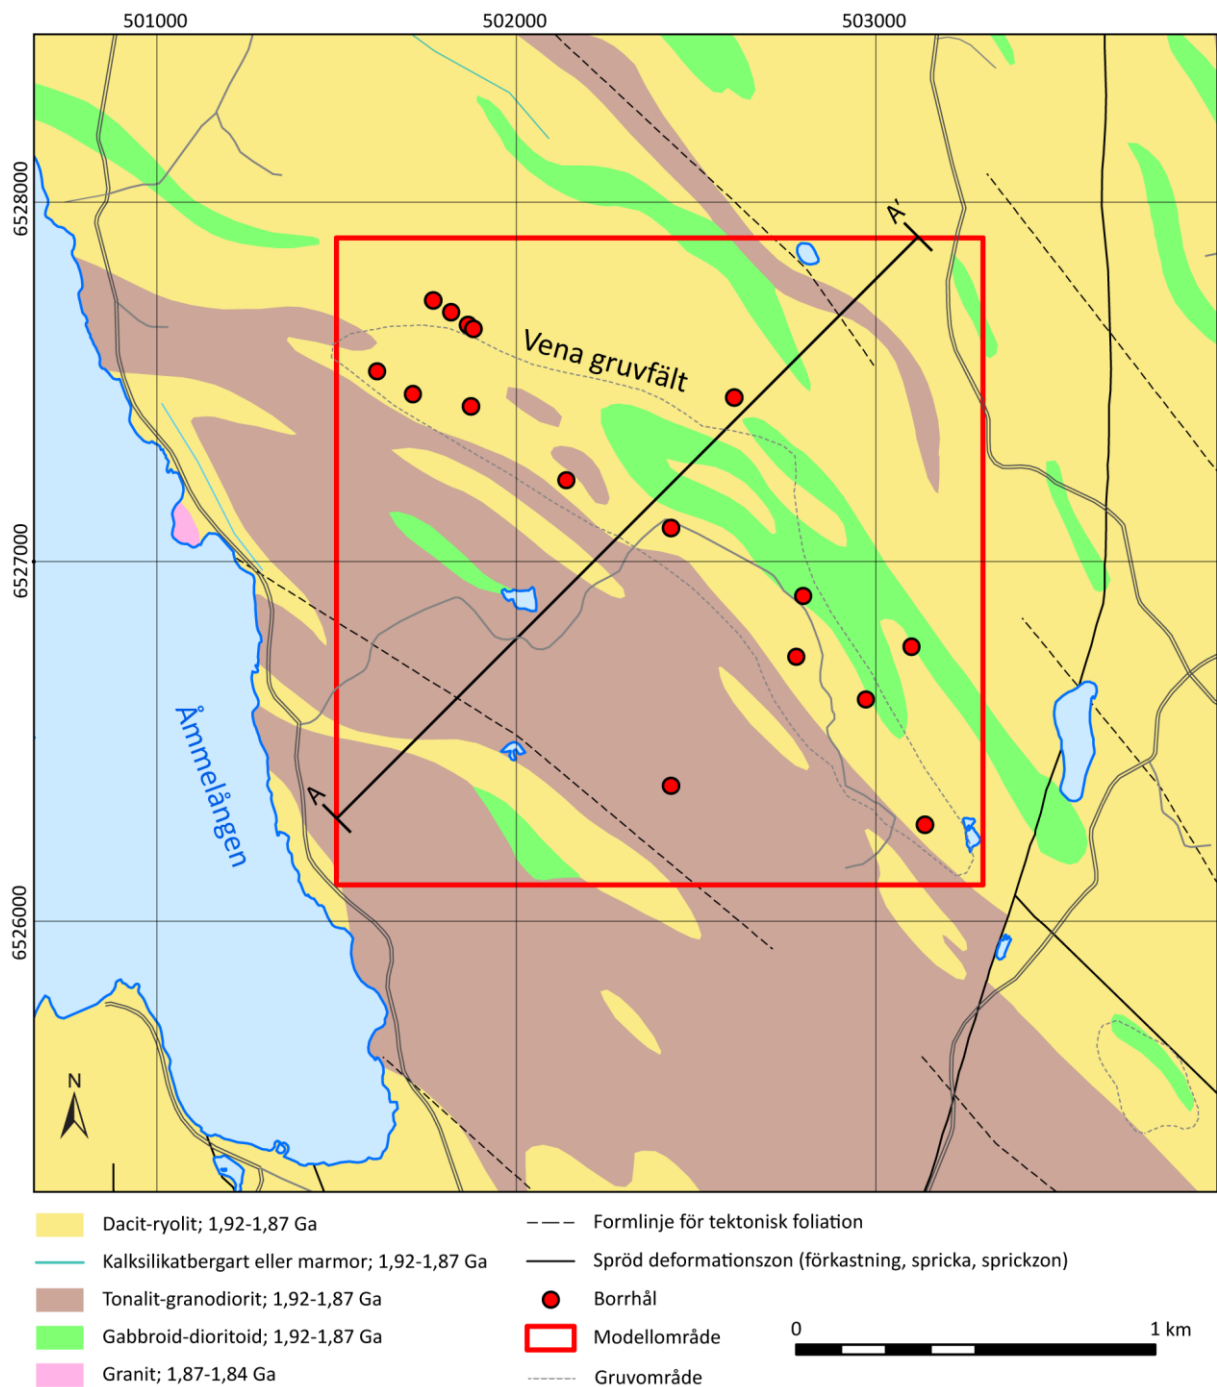 501000
502000
503000
6528000
6527000
6526000
A'
Vena gruvfält
A
Åmmelången
N
Dacit-ryolit; 1,92-1,87 Ga
Kalksilikatbergart eller marmor; 1,92-1,87 Ga
Tonalit-granodiorit; 1,92-1,87 Ga
Gabbroid-dioritoid; 1,92-1,87 Ga
Granit; 1,87-1,84 Ga
Formlinje för tektonisk foliation
Spröd deformationszon (förkastning, spricka, sprickzon)
Borrhål
Modellområde
Gruvområde
0
1 km